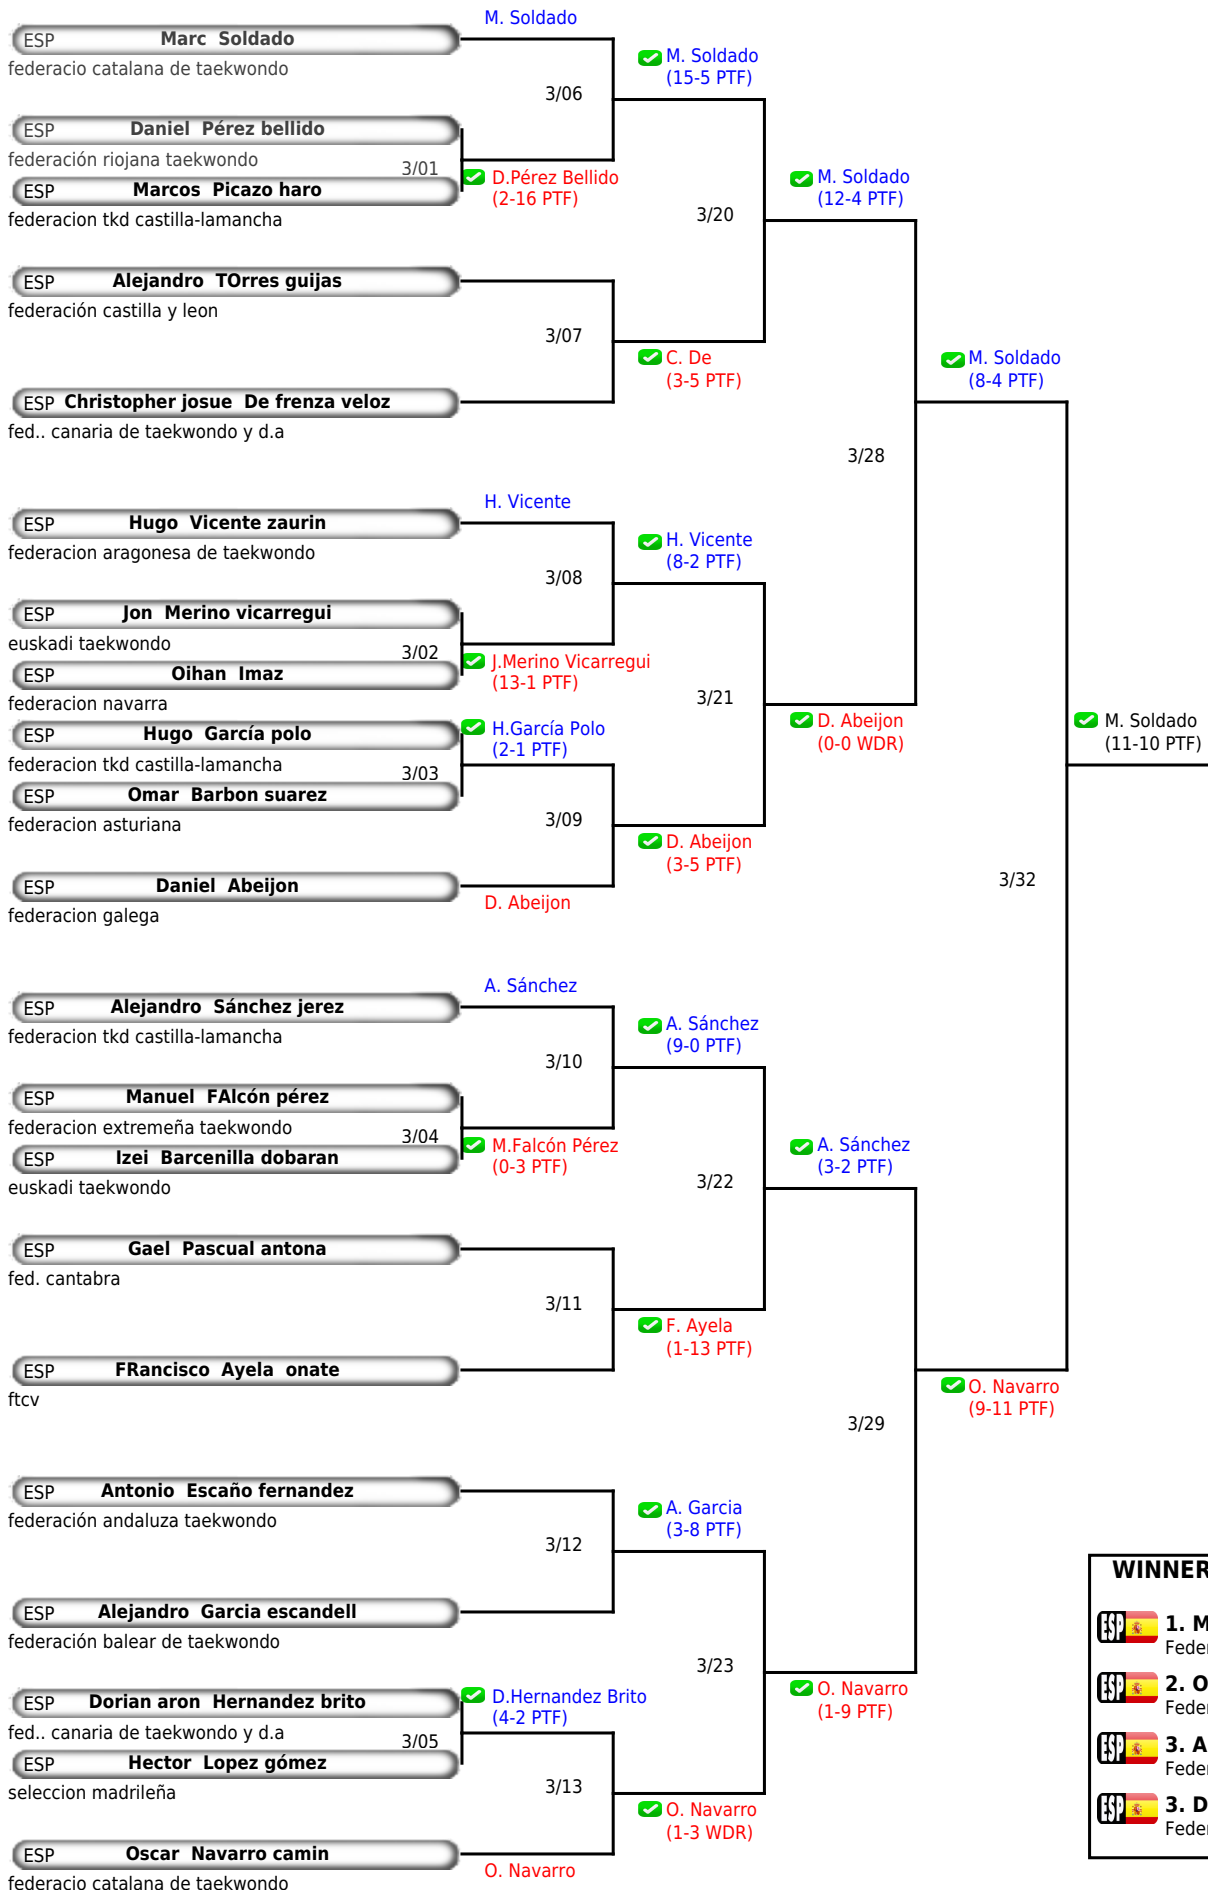 M. Soldado
ESP Marc Soldado
federacio catalana de taekwondo
M. Soldado
(15-5 PTF)
3/06
ESP Daniel Pérez bellido
federación riojana taekwondo
3/01
D.Pérez Bellido
(2-16 PTF)
ESP Marcos Picazo haro
federacion tkd castilla-lamancha
M. Soldado
(12-4 PTF)
3/20
ESP Alejandro TOrres guijas
federación castilla y leon
3/07
C. De
(3-5 PTF)
ESP Christopher josue De frenza veloz
fed.. canaria de taekwondo y d.a
M. Soldado
(8-4 PTF)
3/28
H. Vicente
ESP Hugo Vicente zaurin
federacion aragonesa de taekwondo
H. Vicente
(8-2 PTF)
3/08
ESP Jon Merino vicarregui
euskadi taekwondo
3/02
J.Merino Vicarregui
(13-1 PTF)
ESP Oihan Imaz
federacion navarra
3/21
H.García Polo
(2-1 PTF)
ESP Hugo García polo
federacion tkd castilla-lamancha
3/03
D. Abeijon
(0-0 WDR)
M. Soldado
(11-10 PTF)
ESP Omar Barbon suarez
federacion asturiana
3/09
D. Abeijon
(3-5 PTF)
ESP Daniel Abeijon
federacion galega
D. Abeijon
3/32
A. Sánchez
ESP Alejandro Sánchez jerez
federacion tkd castilla-lamancha
A. Sánchez
(9-0 PTF)
3/10
ESP Manuel FAlcón pérez
federacion extremeña taekwondo
3/04
M.Falcón Pérez
(0-3 PTF)
ESP Izei Barcenilla dobaran
euskadi taekwondo
A. Sánchez
(3-2 PTF)
3/22
ESP Gael Pascual antona
fed. cantabra
3/11
F. Ayela
(1-13 PTF)
ESP FRancisco Ayela onate
ftcv
O. Navarro
(9-11 PTF)
3/29
ESP Antonio Escaño fernandez
federación andaluza taekwondo
A. Garcia
(3-8 PTF)
3/12
ESP Alejandro Garcia escandell
federación balear de taekwondo
3/23
D.Hernandez Brito
(4-2 PTF)
ESP Dorian aron Hernandez brito
fed.. canaria de taekwondo y d.a
3/05
O. Navarro
(1-9 PTF)
ESP Hector Lopez gómez
seleccion madrileña
3/13
O. Navarro
(1-3 WDR)
ESP Oscar Navarro camin
federacio catalana de taekwondo
O. Navarro
WINNER
ESP 1. M
Feder
ESP 2. O
Feder
ESP 3. A
Feder
ESP 3. D
Feder